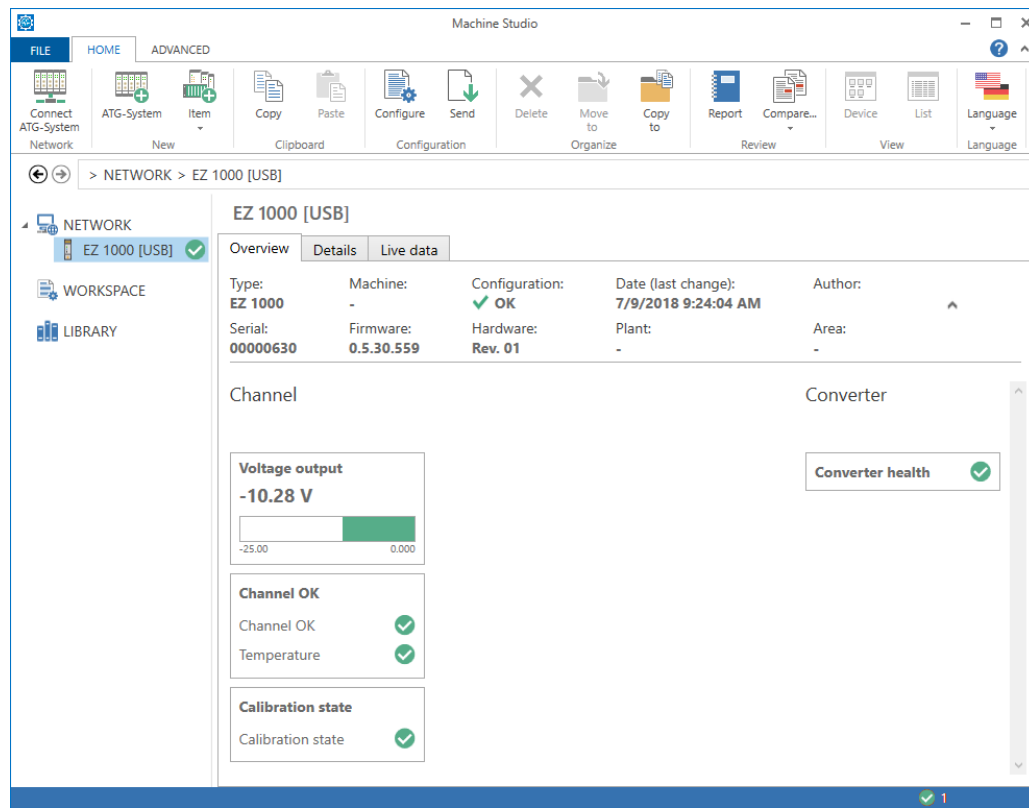 Machine Studio
FILE HOME ADVANCED ?
Connect ATG-System Item Copy Paste Configure Send Delete Move Copy Report Compare... Device List Language
ATG-System to to
Network New Clipboard Configuration Organize Review View Language
> NETWORK > EZ 1000 [USB]
NETWORK
EZ 1000 [USB]
WORKSPACE
LIBRARY
EZ 1000 [USB]
Overview Details Live data
Type: Machine: Configuration: Date (last change): Author:
EZ 1000 - OK 7/9/2018 9:24:04 AM
Serial: Firmware: Hardware: Plant: Area:
00000630 0.5.30.559 Rev. 01 - -
Channel Converter
Voltage output
-10.28 V
-25.00 0.000
Converter health
Channel OK
Channel OK
Temperature
Calibration state
Calibration state
1